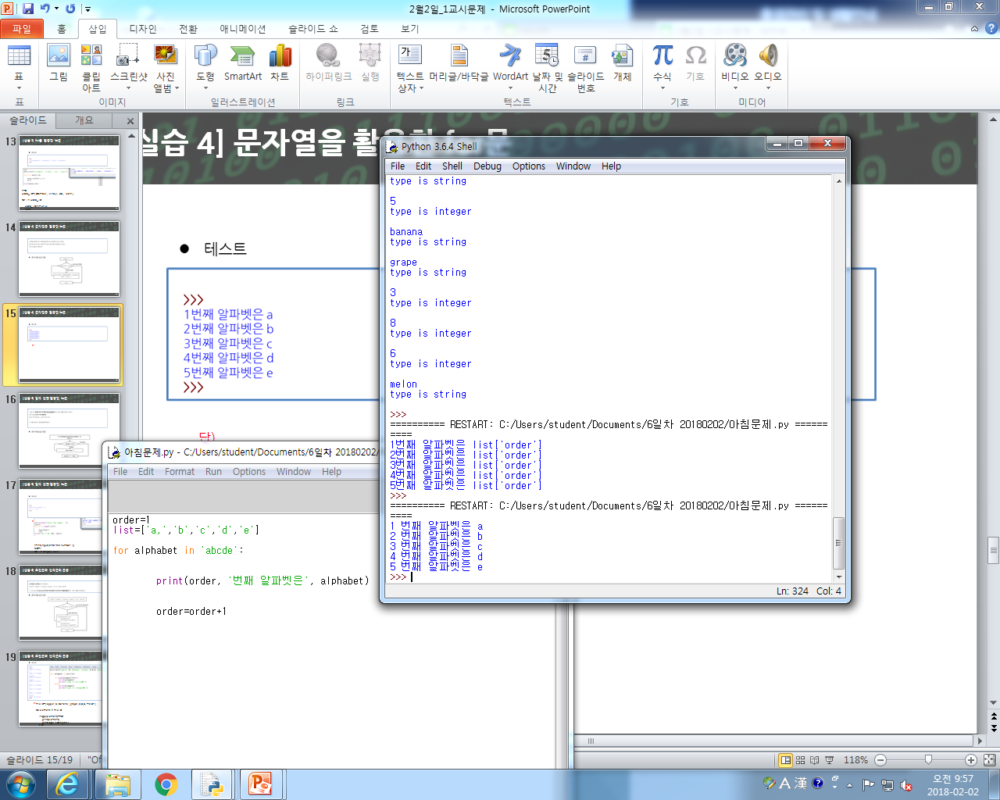 2월2일_1교시문제 - Microsoft PowerPoint
파일 홈 삽입 디자인 전환 애니메이션 슬라이드 쇼 검토 보기
표 그림 클립 아트 스크린샷 사진 앨범 도형 SmartArt 차트 하이퍼링크 실행 텍스트 상자 머리글/바닥글 WordArt 날짜 및 시간 슬라이드 번호 개체 수식 기호 비디오 오디오
표 이미지 일러스트레이션 링크 텍스트 기호 미디어
슬라이드 개요
13
14
15
16
17
18
19
실습 4] 문자열을 활
● 테스트
>>>
1번째 알파벳은 a
2번째 알파벳은 b
3번째 알파벳은 c
4번째 알파벳은 d
5번째 알파벳은 e
>>>
단)
Python 3.6.4 Shell
File Edit Shell Debug Options Window Help
type is string
5
type is integer
banana
type is string
grape
type is string
3
type is integer
8
type is integer
6
type is integer
melon
type is string
>>>
========== RESTART: C:/Users/student/Documents/6일차 20180202/아침문제.py ======
====
1번째 알파벳은 list['order']
2번째 알파벳은 list['order']
3번째 알파벳은 list['order']
4번째 알파벳은 list['order']
5번째 알파벳은 list['order']
>>>
========== RESTART: C:/Users/student/Documents/6일차 20180202/아침문제.py ======
====
1 번째 알파벳은 a
2 번째 알파벳은 b
3 번째 알파벳은 c
4 번째 알파벳은 d
5 번째 알파벳은 e
>>>
Ln: 324 Col: 4
아침문제.py - C:/Users/student/Documents/6일차 20180202/
File Edit Format Run Options Window Help
order=1
list=['a,','b','c','d','e']
for alphabet in 'abcde':
print(order, '번째 알파벳은', alphabet)
order=order+1
슬라이드 15/19 "Of
118%
A 漢
오전 9:57
2018-02-02